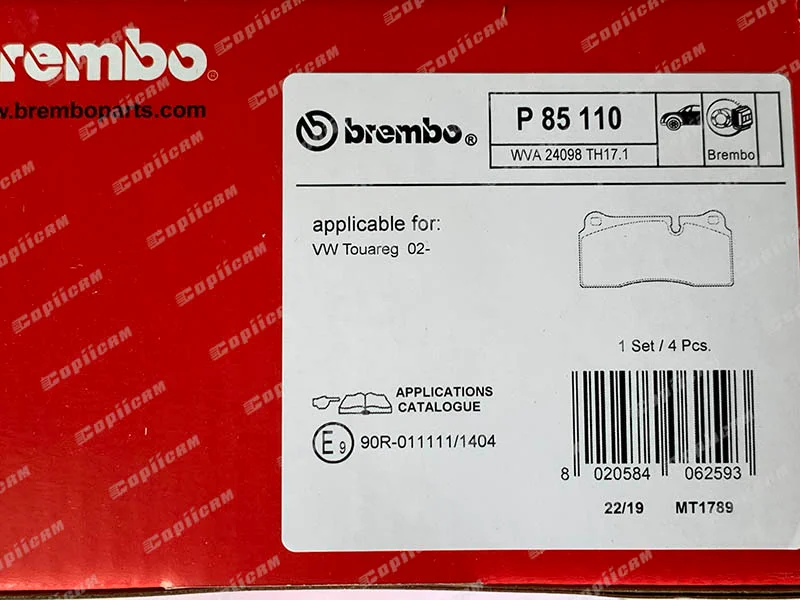 brembo
www.bremboparts.com
brembo®
P 85 110
WVA 24098 TH17.1
Brembo
applicable for:
VW Touareg 02-
1 Set / 4 Pcs.
APPLICATIONS
CATALOGUE
E9 90R-011111/1404
8 020584 062593
22/19 MT1789
Copiicam